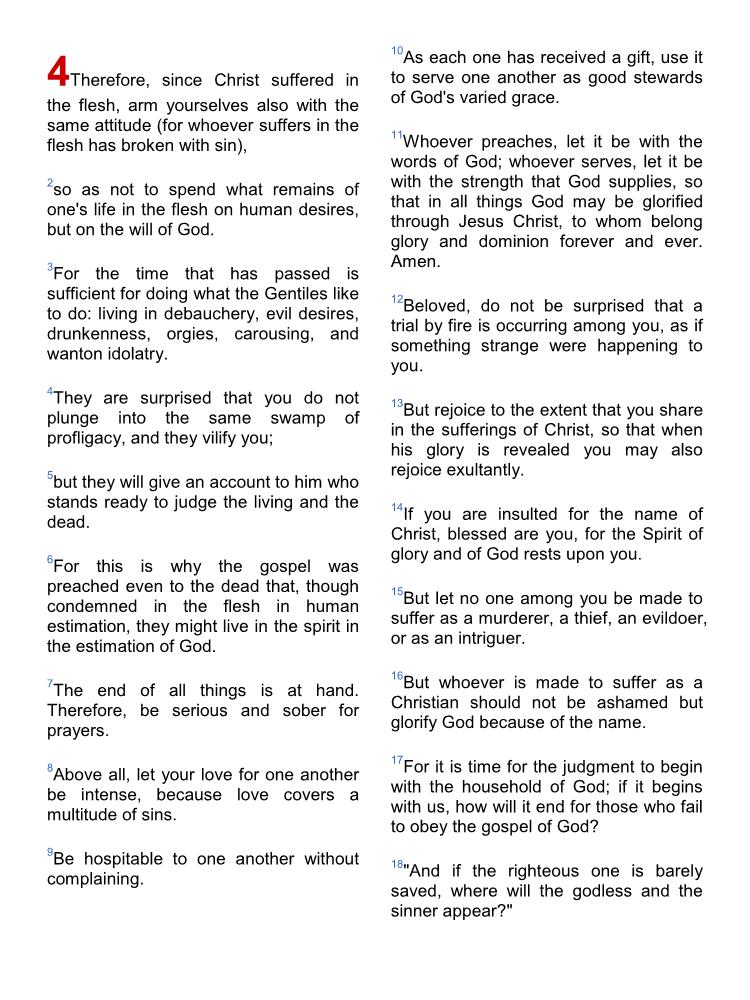 4Therefore, since Christ suffered in
the flesh, arm yourselves also with the
same attitude (for whoever suffers in the
flesh has broken with sin),
2so as not to spend what remains of
one's life in the flesh on human desires,
but on the will of God.
3For the time that has passed is
sufficient for doing what the Gentiles like
to do: living in debauchery, evil desires,
drunkenness, orgies, carousing, and
wanton idolatry.
4They are surprised that you do not
plunge into the same swamp of
profligacy, and they vilify you;
5but they will give an account to him who
stands ready to judge the living and the
dead.
6For this is why the gospel was
preached even to the dead that, though
condemned in the flesh in human
estimation, they might live in the spirit in
the estimation of God.
7The end of all things is at hand.
Therefore, be serious and sober for
prayers.
8Above all, let your love for one another
be intense, because love covers a
multitude of sins.
9Be hospitable to one another without
complaining.
10As each one has received a gift, use it
to serve one another as good stewards
of God's varied grace.
11Whoever preaches, let it be with the
words of God; whoever serves, let it be
with the strength that God supplies, so
that in all things God may be glorified
through Jesus Christ, to whom belong
glory and dominion forever and ever.
Amen.
12Beloved, do not be surprised that a
trial by fire is occurring among you, as if
something strange were happening to
you.
13But rejoice to the extent that you share
in the sufferings of Christ, so that when
his glory is revealed you may also
rejoice exultantly.
14If you are insulted for the name of
Christ, blessed are you, for the Spirit of
glory and of God rests upon you.
15But let no one among you be made to
suffer as a murderer, a thief, an evildoer,
or as an intriguer.
16But whoever is made to suffer as a
Christian should not be ashamed but
glorify God because of the name.
17For it is time for the judgment to begin
with the household of God; if it begins
with us, how will it end for those who fail
to obey the gospel of God?
18"And if the righteous one is barely
saved, where will the godless and the
sinner appear?"